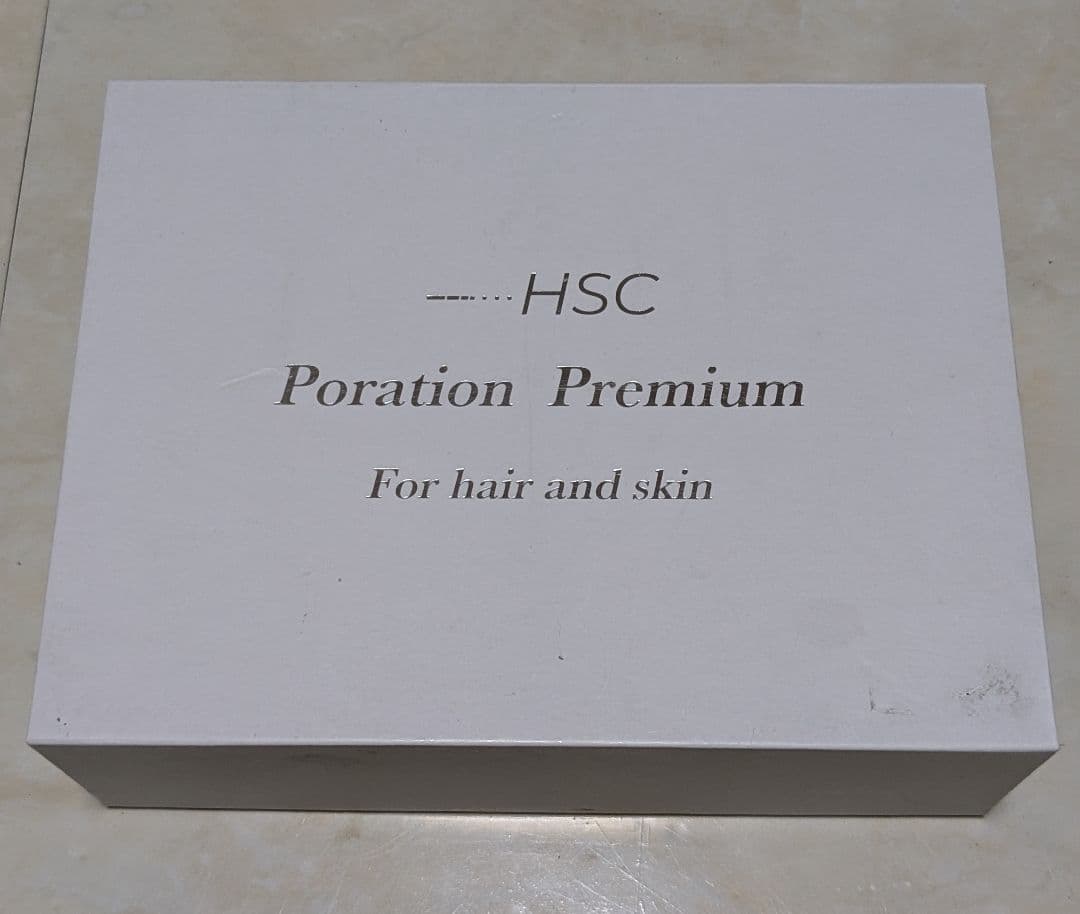 HSC
Poration Premium
For hair and skin